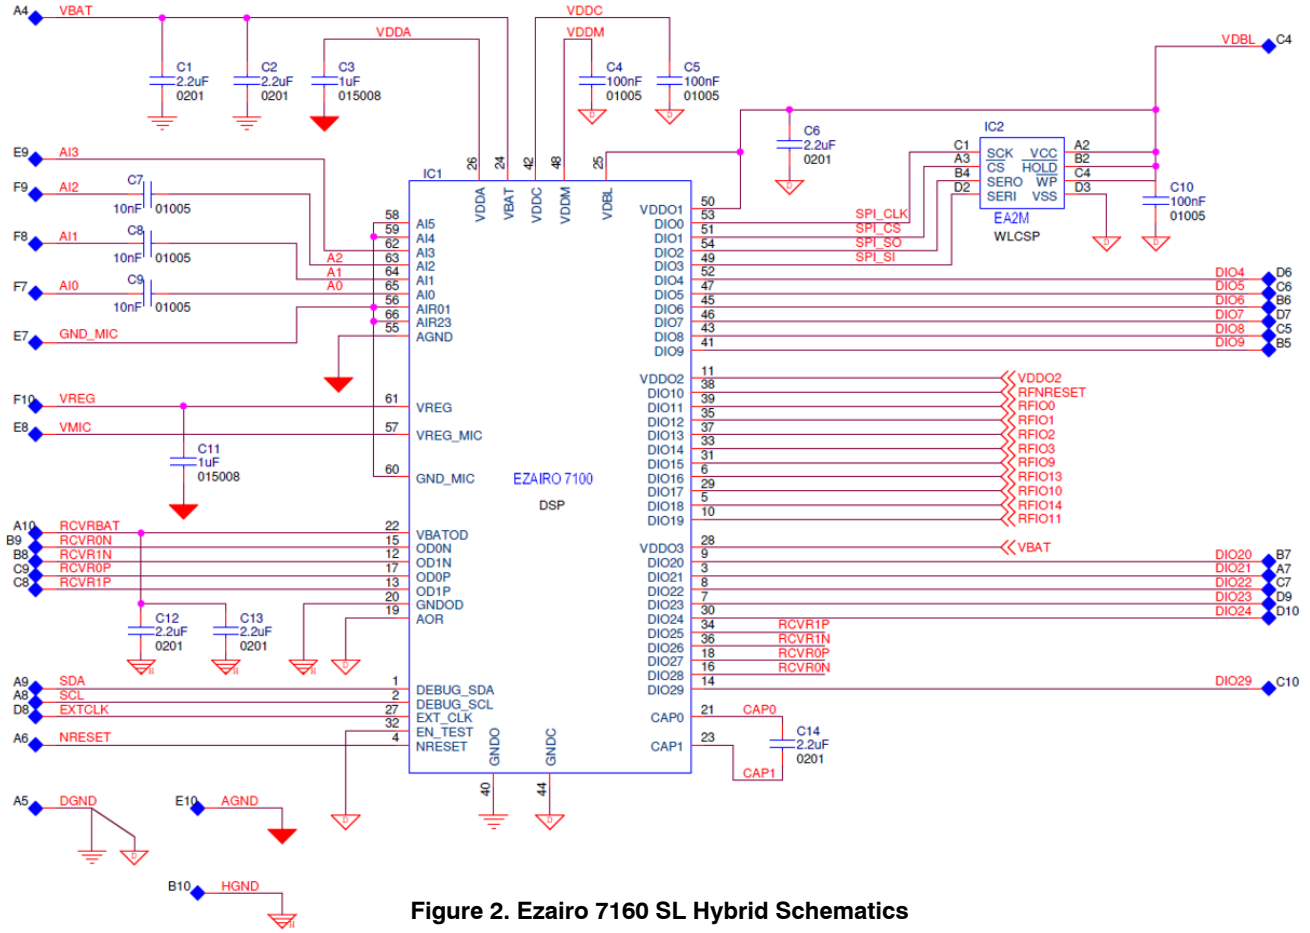 A4 VBAT
VDDC
VDDA
VDDM
VDBL C4
C1
2.2uF
0201
C2
2.2uF
0201
C3
1uF
015008
C4
100nF
01005
C5
100nF
01005
C6
2.2uF
0201
E9 AI3
F9 AI2
C7
10nF 01005
F8 AI1
C8
10nF 01005
F7 AI0
C9
10nF 01005
A2
A1
A0
E7 GND_MIC
F10 VREG
E8 VMIC
C11
1uF
015008
A10 RCVRBAT
B9 RCVR0N
B8 RCVR1N
C9 RCVR0P
C8 RCVR1P
C12
2.2uF
0201
C13
2.2uF
0201
A9 SDA
A8 SCL
D8 EXTCLK
A6 NRESET
A5 DGND
E10 AGND
B10 HGND
IC1
26 VDDA
24 VBAT
42 VDDC
48 VDDM
25 VDBL
58 AI5
59 AI4
62 AI3
63 AI2
64 AI1
65 AI0
56 AIR01
66 AIR23
55 AGND
61 VREG
57 VREG_MIC
60 GND_MIC
22 VBATOD
15 OD0N
12 OD1N
17 OD0P
13 OD1P
20 GNDOD
19 AOR
1 DEBUG_SDA
2 DEBUG_SCL
27 EXT_CLK
32 EN_TEST
4 NRESET
EZAIRO 7100
DSP
40 GNDO
44 GNDC
VDDO1 50
DIO0 53 SPI_CLK
DIO1 51 SPI_CS
DIO2 54 SPI_SO
DIO3 49 SPI_SI
DIO4 52 DIO4 D6
DIO5 47 DIO5 C6
DIO6 45 DIO6 B6
DIO7 46 DIO7 D7
DIO8 43 DIO8 C5
DIO9 41 DIO9 B5
VDDO2 11 VDDO2
DIO10 38 RFNRESET
DIO11 39 RFIO0
DIO12 35 RFIO1
DIO13 37 RFIO2
DIO14 33 RFIO3
DIO15 31 RFIO9
DIO16 6 RFIO13
DIO17 29 RFIO10
DIO18 5 RFIO14
DIO19 10 RFIO11
VDDO3 28 VBAT
DIO20 9 DIO20 B7
DIO21 3 DIO21 A7
DIO22 8 DIO22 C7
DIO23 7 DIO23 D9
DIO24 30 DIO24 D10
DIO25 34 RCVR1P
DIO26 36 RCVR1N
DIO27 18 RCVR0P
DIO28 16 RCVR0N
DIO29 14 DIO29 C10
CAP0 21 CAP0
CAP1 23 CAP1
C14
2.2uF
0201
IC2
C1 SCK VCC A2
A3 CS HOLD B2
B4 SERO WP C4
D2 SERI VSS D3
EA2M
WLCSP
C10
100nF
01005
D
D
D
D
D
D
D
D
H
H
H
H
Figure 2. Ezairo 7160 SL Hybrid Schematics